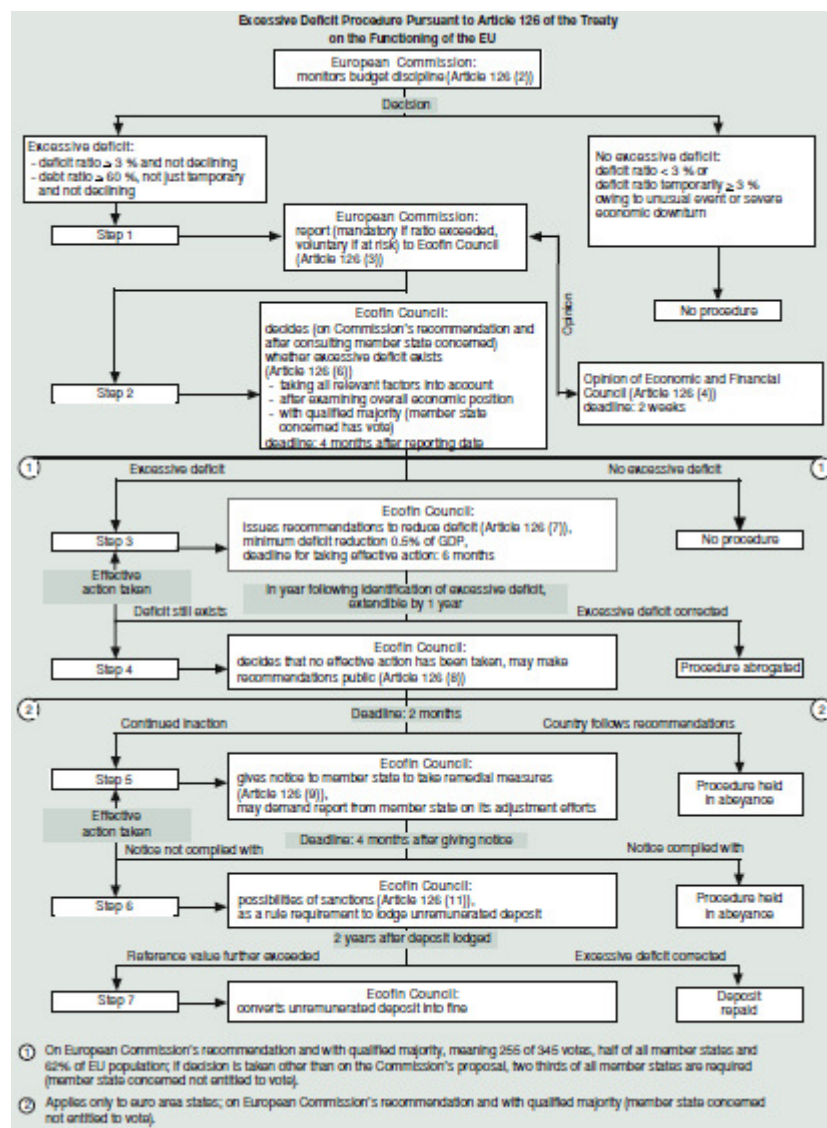 Excessive Deficit Procedure Pursuant to Article 126 of the Treaty
on the Functioning of the EU
European Commission:
monitors budget discipline (Article 126 (2))
Decision
Excessive deficit:
- deficit ratio ≥ 3 % and not declining
- debt ratio ≥ 60 %, not just temporary
and not declining
No excessive deficit:
deficit ratio < 3 % or
deficit ratio temporarily ≥ 3 %
owing to unusual event or severe
economic downturn
Step 1
European Commission:
report (mandatory if ratio exceeded,
voluntary if at risk) to Ecofin Council
(Article 126 (3))
Opinion
No procedure
Step 2
Ecofin Council:
decides (on Commission's recommendation and
after consulting member state concerned)
whether excessive deficit exists
(Article 126 (6))
- taking all relevant factors into account
- after examining overall economic position
- with qualified majority (member state
concerned has vote)
deadline: 4 months after reporting date
Opinion of Economic and Financial
Council (Article 126 (4))
deadline: 2 weeks
1 Excessive deficit No excessive deficit 1
Step 3
Ecofin Council:
Issues recommendations to reduce deficit (Article 126 (7)),
minimum deficit reduction 0.5% of GDP,
deadline for taking effective action: 6 months
No procedure
Effective
action taken
In year following identification of excessive deficit,
extendible by 1 year
Deficit still exists Excessive deficit corrected
Step 4
Ecofin Council:
decides that no effective action has been taken, may make
recommendations public (Article 126 (8))
Procedure abrogated
2 Deadline: 2 months 2
Continued inaction Country follows recommendations
Step 5
Ecofin Council:
gives notice to member state to take remedial measures
(Article 126 (9)),
may demand report from member state on its adjustment efforts
Procedure held
in abeyance
Effective
action taken
Deadline: 4 months after giving notice
Notice not complied with Notice complied with
Step 6
Ecofin Council:
possibilities of sanctions (Article 126 (11)),
as a rule requirement to lodge unremunerated deposit
Procedure held
in abeyance
2 years after deposit lodged
Reference value further exceeded Excessive deficit corrected
Step 7
Ecofin Council:
converts unremunerated deposit into fine
Deposit
repaid
1 On European Commission's recommendation and with qualified majority, meaning 255 of 345 votes, half of all member states and
62% of EU population; if decision is taken other than on the Commission's proposal, two thirds of all member states are required
(member state concerned not entitled to vote).
2 Applies only to euro area states; on European Commission's recommendation and with qualified majority (member state concerned
not entitled to vote).